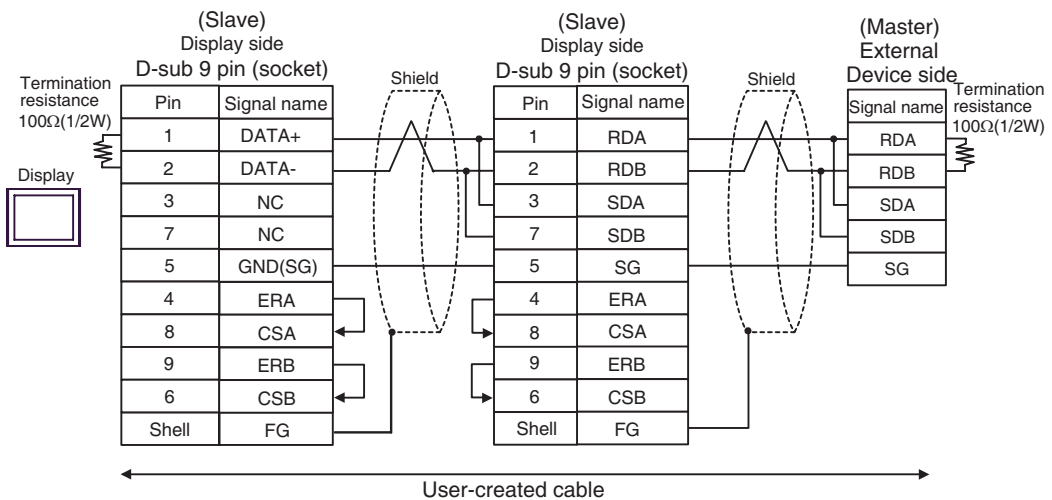 (Slave)
Display side
D-sub 9 pin (socket)
(Slave)
Display side
D-sub 9 pin (socket)
(Master)
External
Device side
Termination
resistance
100Ω(1/2W)
Display
Pin Signal name
1 DATA+
2 DATA-
3 NC
7 NC
5 GND(SG)
4 ERA
8 CSA
9 ERB
6 CSB
Shell FG
Shield
Pin Signal name
1 RDA
2 RDB
3 SDA
7 SDB
5 SG
4 ERA
8 CSA
9 ERB
6 CSB
Shell FG
Shield
Signal name
RDA
RDB
SDA
SDB
SG
Termination
resistance
100Ω(1/2W)
User-created cable